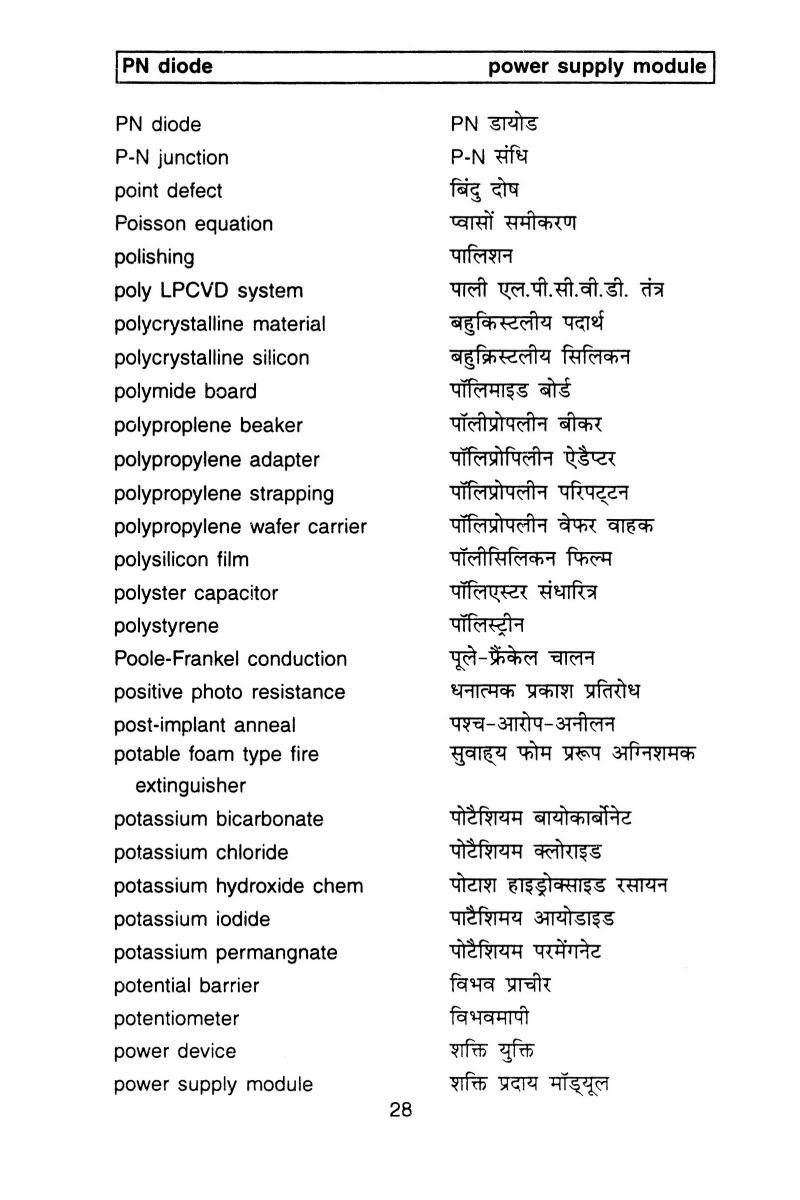 PN diode power supply module
PN diode PN डायोड
P-N junction P-N संधि
point defect बिंदु दोष
Poisson equation प्वासों समीकरण
polishing पालिशन
poly LPCVD system पाली एल.पी.सी.वी.डी. तंत्र
polycrystalline material बहुकिस्टलीय पदार्थ
polycrystalline silicon बहुक्रिस्टलीय सिलिकन
polymide board पॉलिमाइड बोर्ड
polyproplene beaker पॉलीप्रोपलीन बीकर
polypropylene adapter पॉलिप्रोपिलीन ऐडैप्टर
polypropylene strapping पॉलिप्रोपलीन परिपट्टन
polypropylene wafer carrier पॉलिप्रोपलीन वेफर वाहक
polysilicon film पॉलीसिलिकन फिल्म
polyster capacitor पॉलिएस्टर संधारित्र
polystyrene पॉलिस्ट्रीन
Poole-Frankel conduction पूले-फ्रैंकेल चालन
positive photo resistance धनात्मक प्रकाश प्रतिरोध
post-implant anneal पश्च-आरोप-अनीलन
potable foam type fire सुवाह्य फोम प्ररूप अग्निशमक
extinguisher
potassium bicarbonate पोटैशियम बायोकार्बोनेट
potassium chloride पोटैशियम क्लोराइड
potassium hydroxide chem पोटाश हाइड्रोक्साइड रसायन
potassium iodide पाटैशिमय आयोडाइड
potassium permangnate पोटैशियम परमेंगनेट
potential barrier विभव प्राचीर
potentiometer विभवमापी
power device शक्ति युक्ति
power supply module शक्ति प्रदाय मॉड्यूल
28